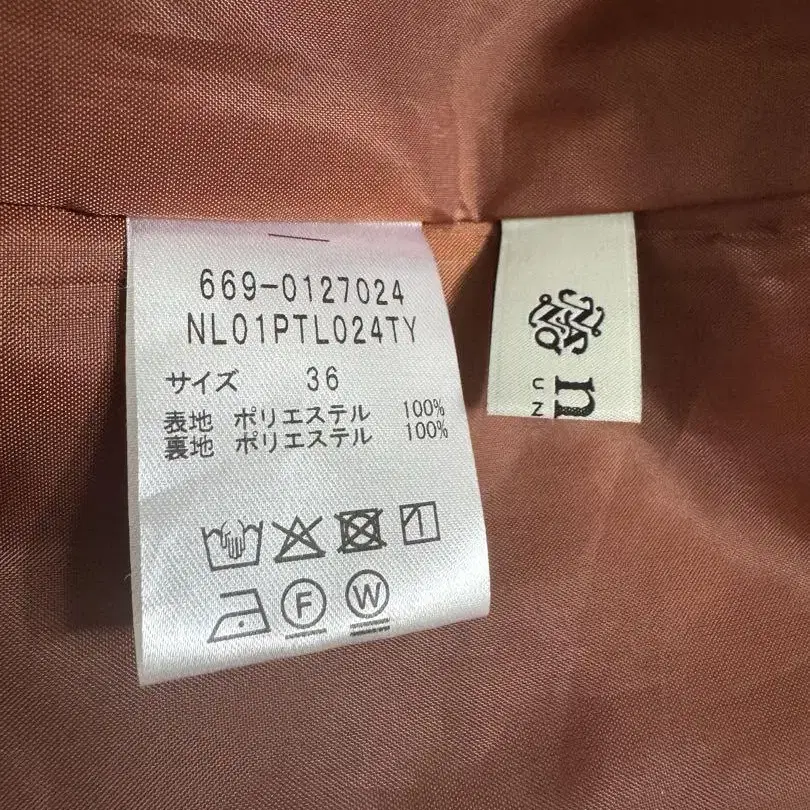 669-0127024
NL01PTL024TY
サイズ 36
表地 ポリエステル 100%
裏地 ポリエステル 100%
F W
n
U N